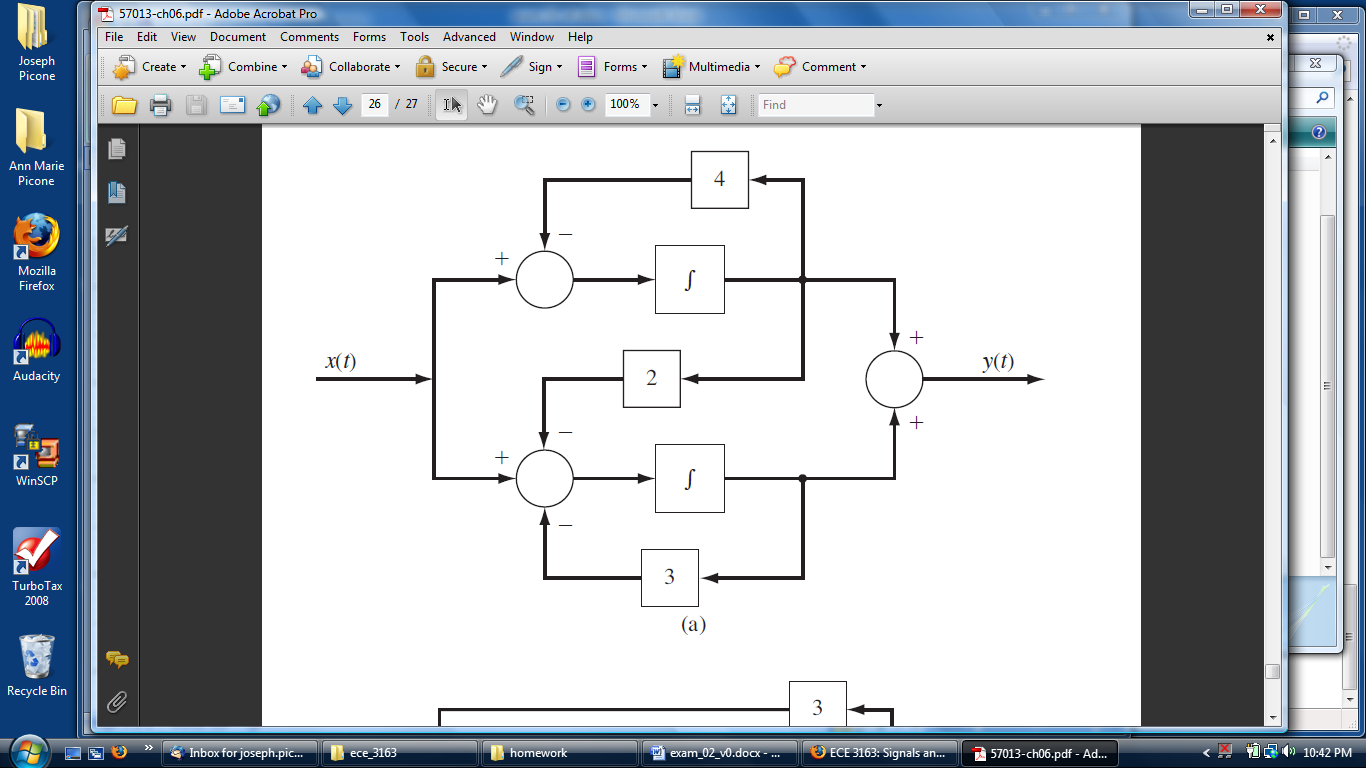 57013-ch06.pdf - Adobe Acrobat Pro
File Edit View Document Comments Forms Tools Advanced Window Help
Create Combine Collaborate Secure Sign Forms Multimedia Comment
26 / 27 100% Find
Joseph
Picone
Ann Marie
Picone
Mozilla
Firefox
Audacity
WinSCP
TurboTax
2008
Recycle Bin
4
−
+
∫
+
x(t)
2
y(t)
−
+
+
∫
−
3
(a)
3
» Inbox for joseph.pic... ece_3163 homework exam_02_v0.docx - ... ECE 3163: Signals an... 57013-ch06.pdf - Ad... < 10:42 PM